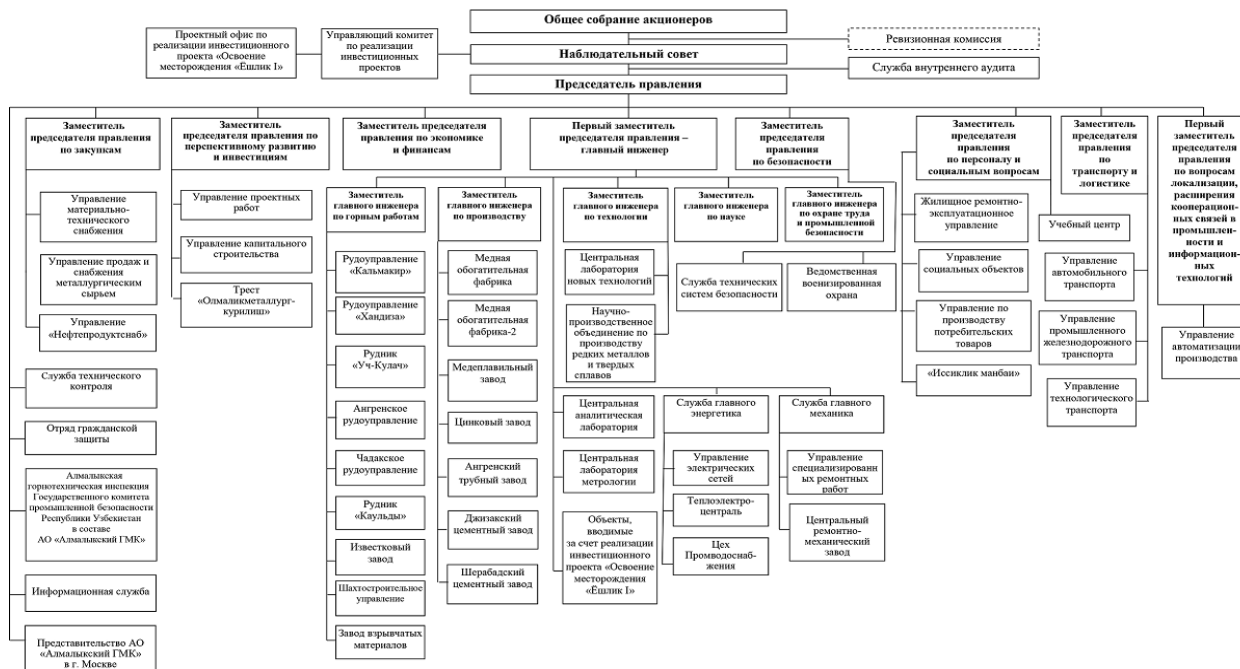 Общее собрание акционеров
Проектный офис по
реализации инвестиционного
проекта «Освоение
месторождения «Ёшлик I»
Управляющий комитет
по реализации
инвестиционных
проектов
Ревизионная комиссия
Наблюдательный совет
Служба внутреннего аудита
Председатель правления
Заместитель
председателя правления
по закупкам
Заместитель
председателя правления по
перспективному развитию
и инвестициям
Заместитель председателя
правления по экономике
и финансам
Первый заместитель
председателя правления –
главный инженер
Заместитель
председателя
правления
по безопасности
Заместитель
председателя
правления
по персоналу и
социальным вопросам
Заместитель
председателя
правления
по
транспорту и
логистике
Первый
заместитель
председателя
правления
по вопросам
локализации,
расширения
кооперацион-
ных связей в
промышлен-
ности и
информацион-
ных
технологий
Управление
материально-
технического
снабжения
Управление продаж и
снабжения
металлургическим
сырьем
Управление
«Нефтепродуктснаб»
Служба технического
контроля
Отряд гражданской
защиты
Алмалыкская
горнотехническая инспекция
Государственного комитета
промышленной безопасности
Республики Узбекистан
в составе
АО «Алмалыкский ГМК»
Информационная служба
Представительство АО
«Алмалыкский ГМК»
в г. Москве
Управление проектных
работ
Управление капитального
строительства
Трест
«Олмаликметаллург-
курилиш»
Заместитель
главного инженера
по горным работам
Рудоуправление
«Кальмакир»
Рудоуправление
«Хандиза»
Рудник
«Уч-Кулач»
Ангренское
рудоуправление
Чадакское
рудоуправление
Рудник
«Каульды»
Известковый
завод
Шахтостроительное
управление
Завод взрывчатых
материалов
Заместитель
главного инженера
по производству
Медная
обогатительная
фабрика
Медная
обогатительная
фабрика-2
Медеплавильный
завод
Цинковый завод
Ангренский
трубный завод
Джизакский
цементный завод
Шерабадский
цементный завод
Заместитель
главного инженера
по технологии
Центральная
лаборатория
новых технологий
Научно-
производственное
объединение по
производству
редких металлов
и твердых
сплавов
Центральная
аналитическая
лаборатория
Центральная
лаборатория
метрологии
Объекты,
вводимые
за счет реализации
инвестиционного
проекта «Освоение
месторождения
«Ёшлик I»
Заместитель
главного инженера
по науке
Заместитель
главного инженера
по охране труда
и промышленной
безопасности
Служба технических
систем безопасности
Ведомственная
военизированная
охрана
Служба главного
энергетика
Управление
электрических
сетей
Теплоэлектро-
централь
Цех
Промводоснаб-
жения
Служба главного
механика
Управление
специализированн
ых ремонтных
работ
Центральный
ремонтно-
механический
завод
Жилищное ремонтно-
эксплуатационное
управление
Управление
социальных объектов
Управление по
производству
потребительских
товаров
«Иссиклик манбаи»
Учебный центр
Управление
автомобильного
транспорта
Управление
промышленного
железнодорожного
транспорта
Управление
технологического
транспорта
Управление
автоматизации
производства